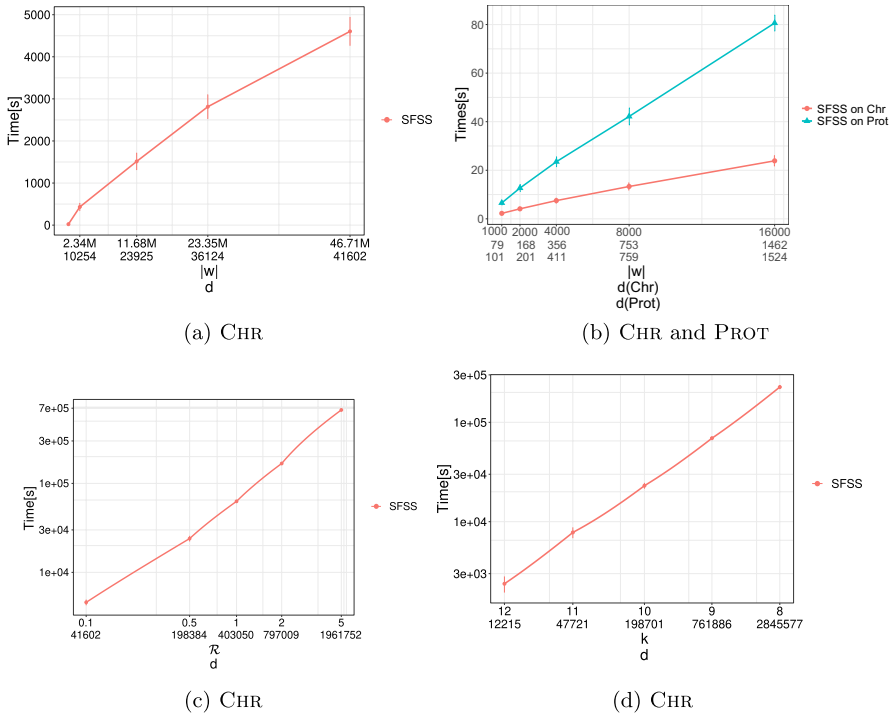 5000
4000
3000
2000
1000
0
Time[s]
2.34M 11.68M 23.35M 46.71M
10254 23925 36124 41602
|w|
d
SFSS
(a) CHR
80
60
40
20
0
Times[s]
1000 2000 4000 8000 16000
79 168 356 753 1462
101 201 411 759 1524
|w|
d(Chr)
d(Prot)
SFSS on Chr
SFSS on Prot
(b) CHR and PROT
7e+05
3e+05
1e+05
3e+04
1e+04
Time[s]
0.1 0.5 1 2 5
41602 198384 403050 797009 1961752
R
d
SFSS
(c) CHR
3e+05
1e+05
3e+04
1e+04
3e+03
Time[s]
12 11 10 9 8
12215 47721 198701 761886 2845577
k
d
SFSS
(d) CHR